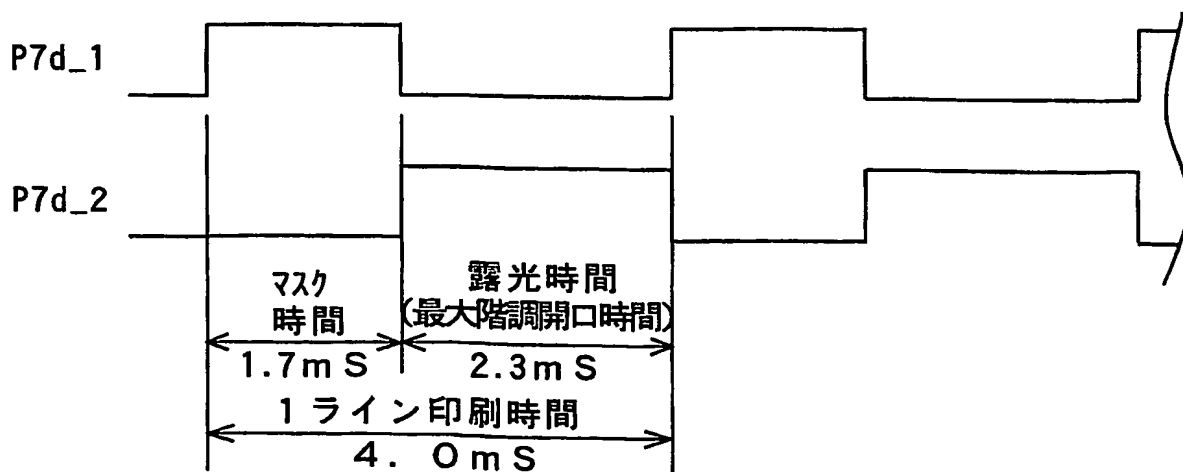 P7d_1
P7d_2
マスク
時間
1.7mS
露光時間
(最大階調開口時間)
2.3mS
1ライン印刷時間
4.0mS